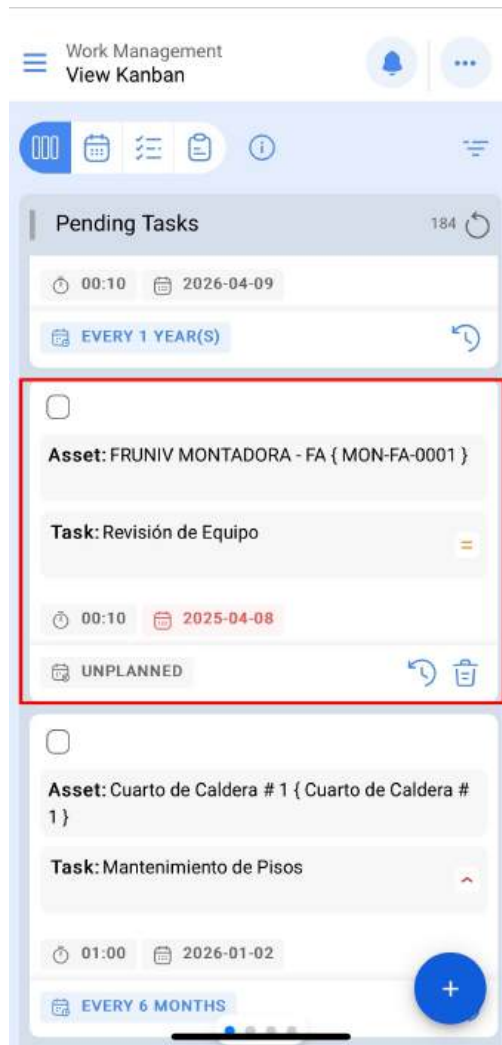 Work Management
View Kanban
Pending Tasks
184
00:10
2026-04-09
EVERY 1 YEAR(S)
Asset: FRUNIV MONTADORA - FA { MON-FA-0001 }
Task: Revisión de Equipo
00:10
2025-04-08
UNPLANNED
Asset: Cuarto de Caldera # 1 { Cuarto de Caldera #
1 }
Task: Mantenimiento de Pisos
01:00
2026-01-02
EVERY 6 MONTHS